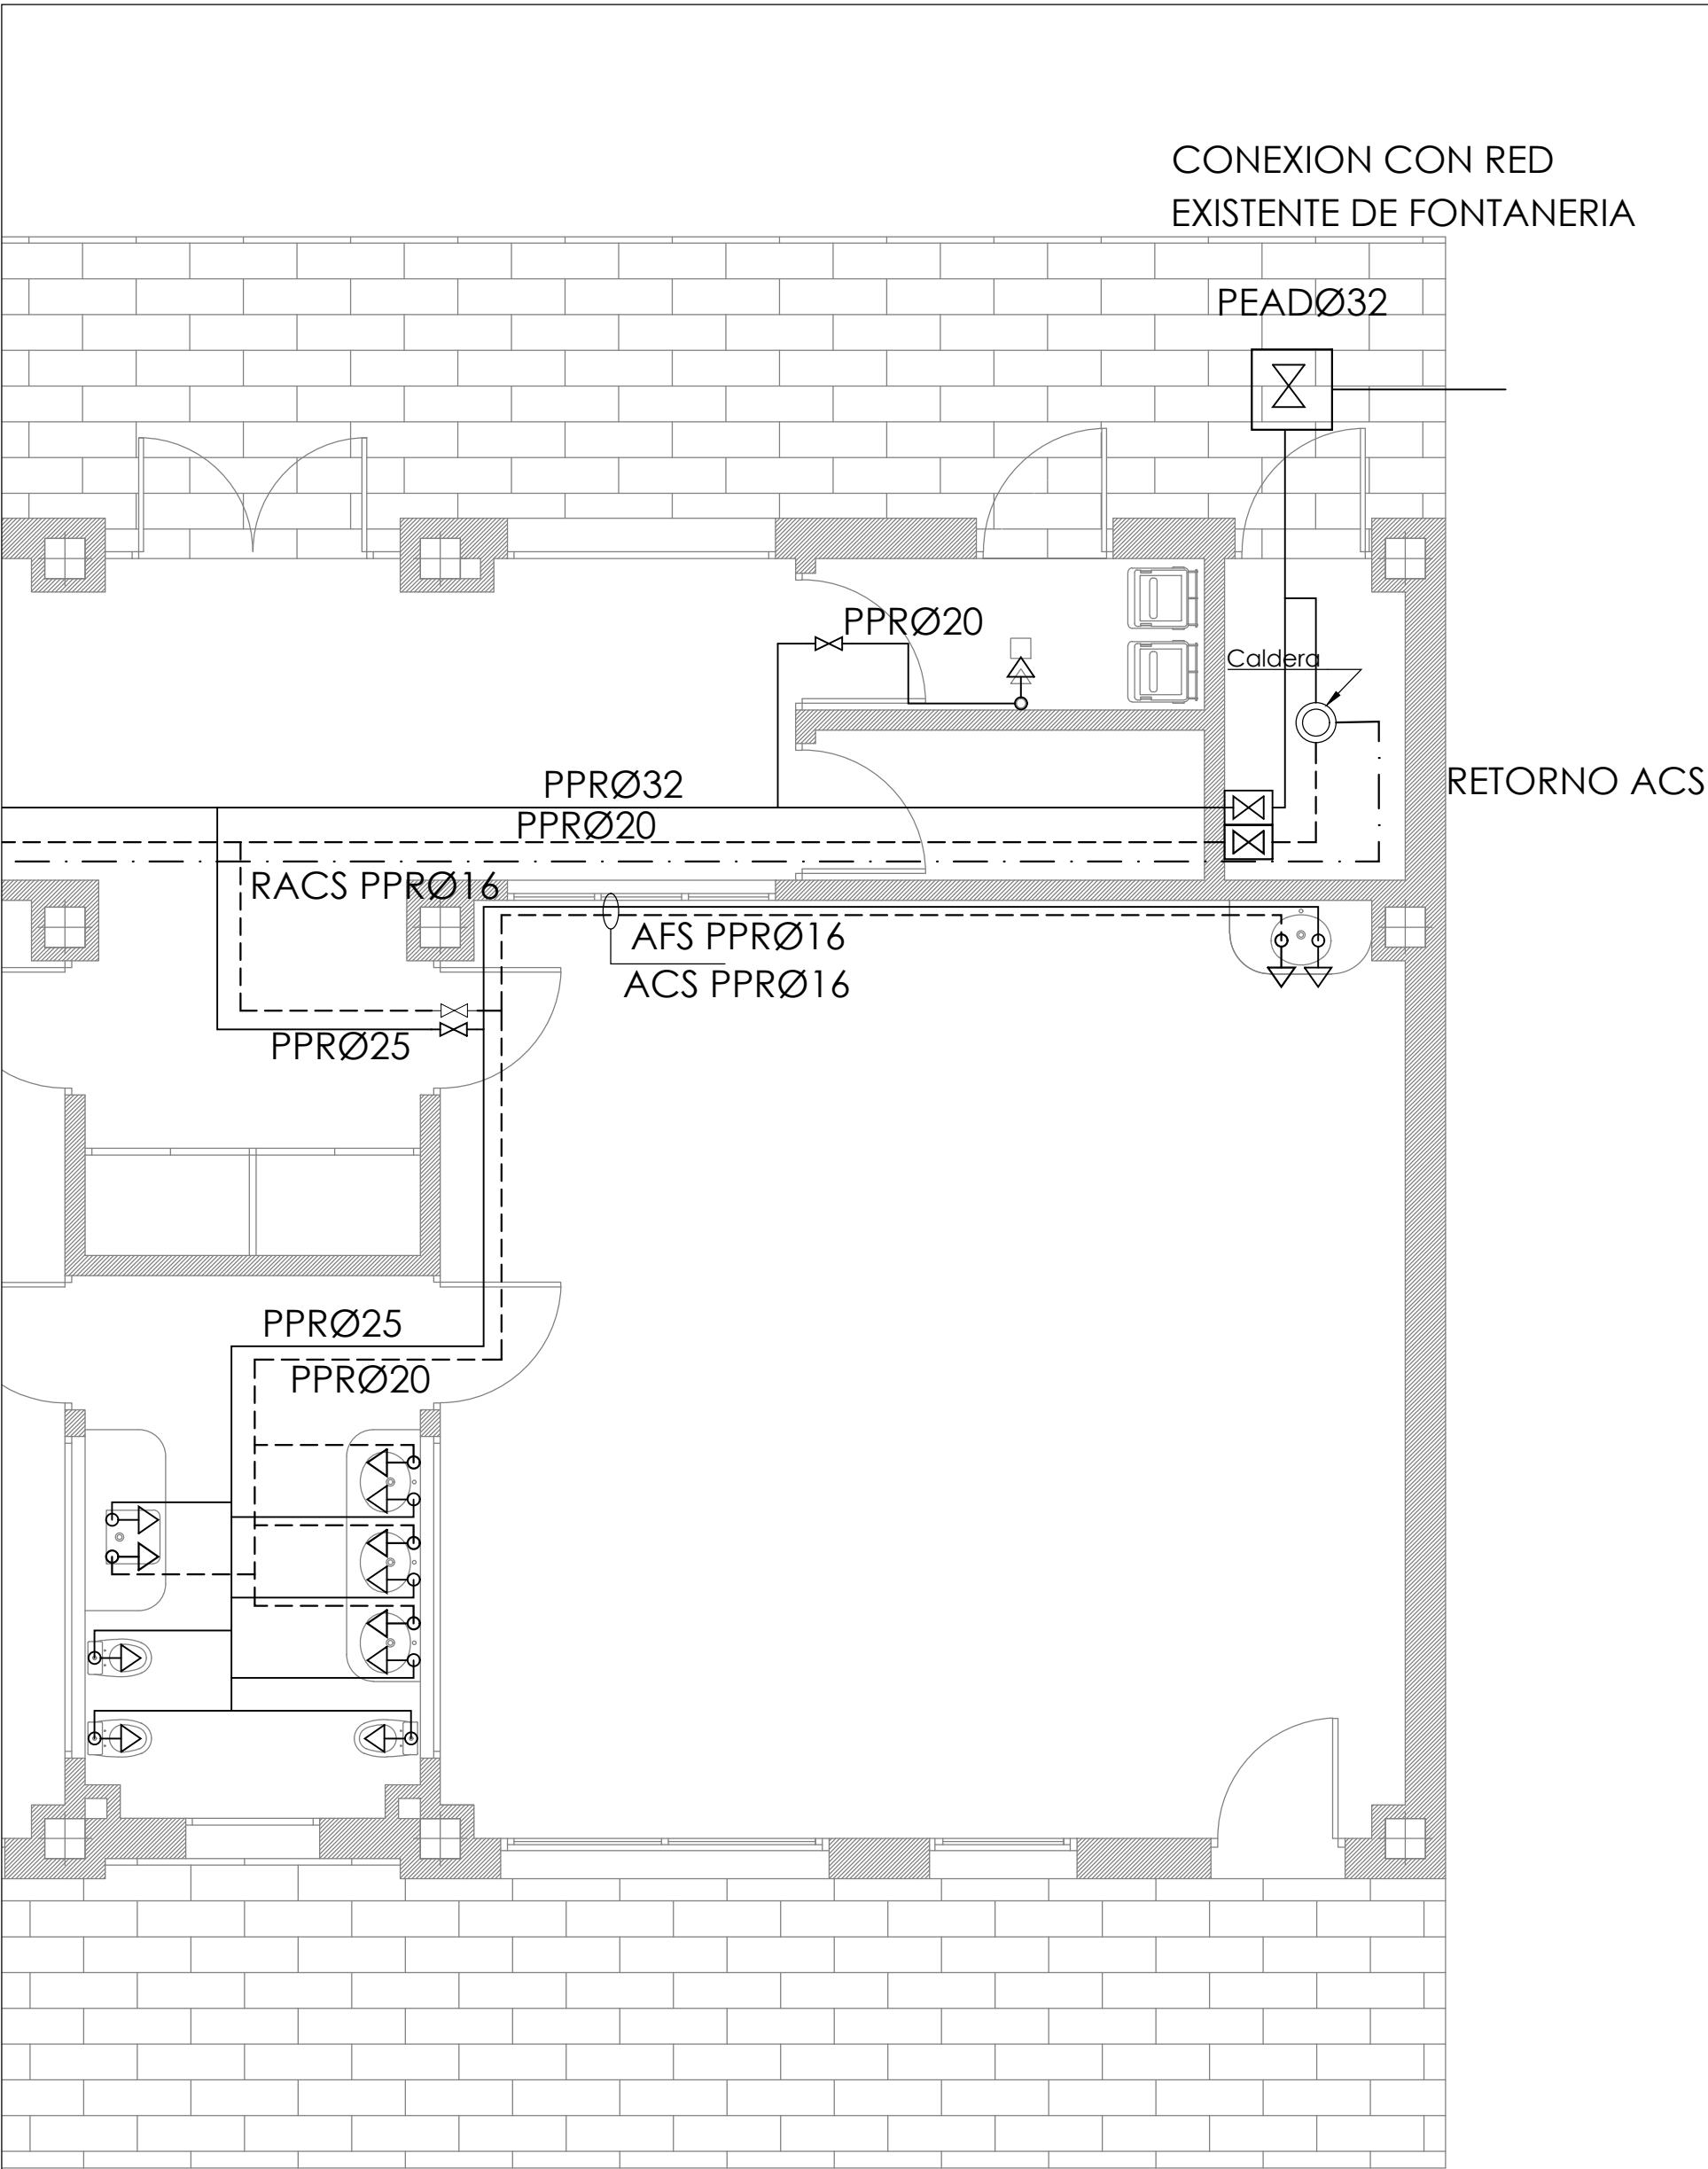 CONEXION CON RED
EXISTENTE DE FONTANERIA
PEADØ32
PPRØ20
Caldera
PPRØ32
RETORNO ACS
PPRØ20
RACS PPRØ16
AFS PPRØ16
ACS PPRØ16
PPRØ25
PPRØ25
PPRØ20